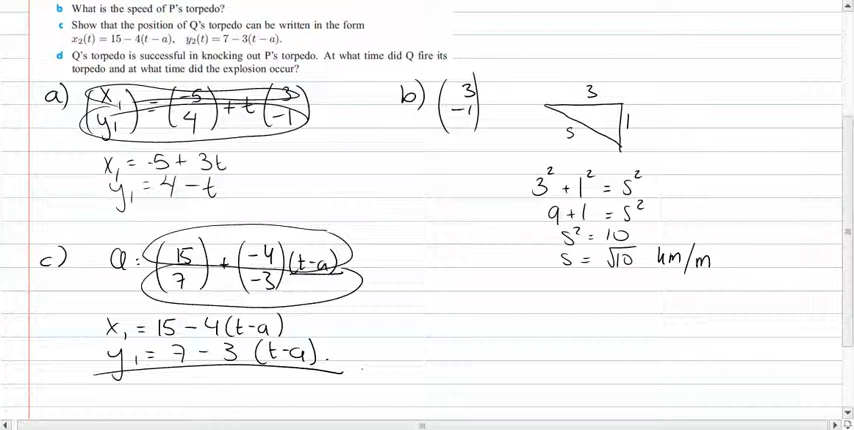 b What is the speed of P's torpedo?
c Show that the position of Q's torpedo can be written in the form
x₂(t) = 15 − 4(t − a), y₂(t) = 7 − 3(t − a).
d Q's torpedo is successful in knocking out P's torpedo. At what time did Q fire its
torpedo and at what time did the explosion occur?
a) (x₁ y₁) = (-5 4) + t (3 -1)
x₁ = -5 + 3t
y₁ = 4 - t
b) (3 -1)
3
1
s
3² + 1² = s²
9 + 1 = s²
s² = 10
s = √10 km/m
c) Q: (15 7) + (-4 -3) (t-a)
x₁ = 15 - 4(t-a)
y₁ = 7 - 3 (t-a).